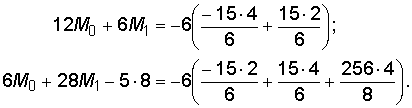 12M₀ + 6M₁ = −6(−15·4/6 + 15·2/6);
6M₀ + 28M₁ − 5·8 = −6(−15·2/6 + 15·4/6 + 256·4/8).